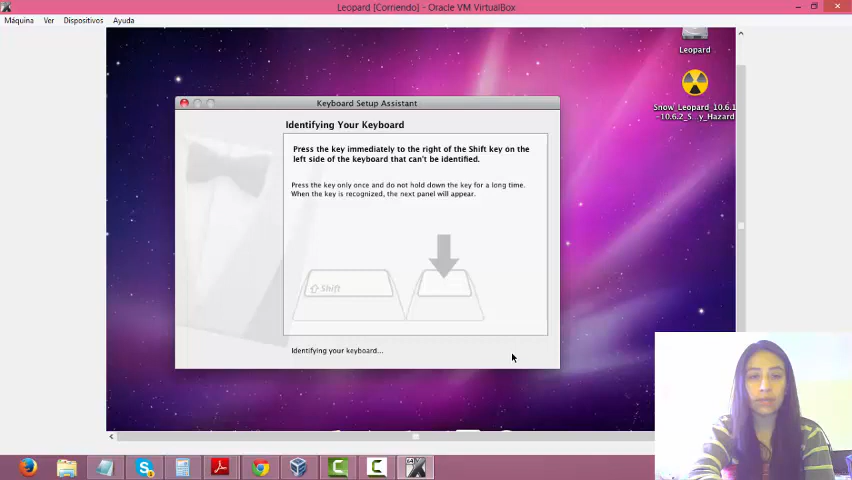 Leopard [Corriendo] - Oracle VM VirtualBox
Máquina Ver Dispositivos Ayuda
Leopard
Snow_Leopard_10.6.1
-10.6.2_S...y_Hazard
Keyboard Setup Assistant
Identifying Your Keyboard
Press the key immediately to the right of the Shift key on the
left side of the keyboard that can't be identified.
Press the key only once and do not hold down the key for a long time.
When the key is recognized, the next panel will appear.
Shift
Identifying your keyboard...